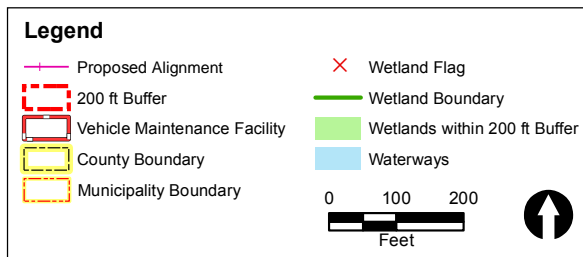 Legend
Proposed Alignment
200 ft Buffer
Vehicle Maintenance Facility
County Boundary
Municipality Boundary
Wetland Flag
Wetland Boundary
Wetlands within 200 ft Buffer
Waterways
0 100 200
Feet